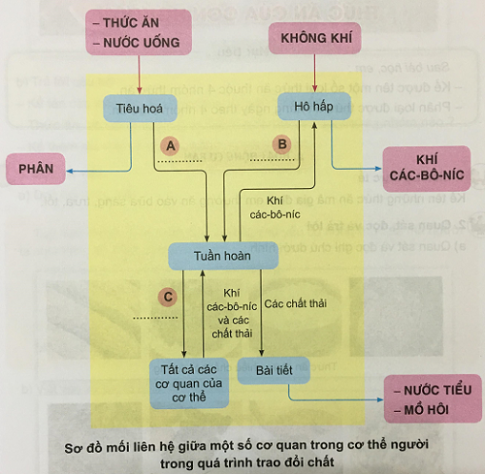 – THỨC ĂN
– NƯỚC UỐNG
KHÔNG KHÍ
Tiêu hoá
Hô hấp
A
B
PHÂN
KHÍ
CÁC-BÔ-NÍC
Khí
các-bô-níc
Tuần hoàn
C
Khí
các-bô-níc
và các
chất thải
Các chất thải
Tất cả các
cơ quan của
cơ thể
Bài tiết
– NƯỚC TIỂU
– MỒ HÔI
Sơ đồ mối liên hệ giữa một số cơ quan trong cơ thể người
trong quá trình trao đổi chất